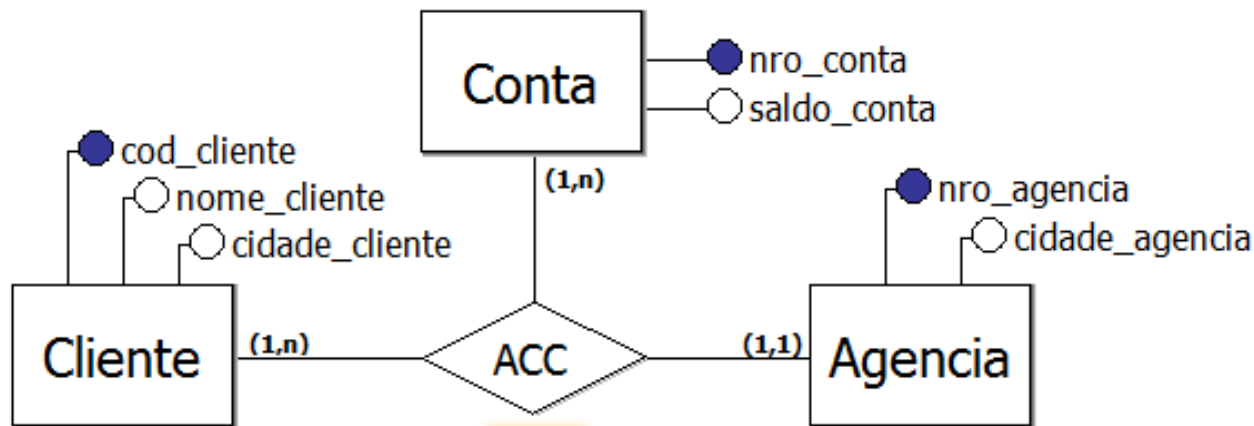 Conta
nro_conta
saldo_conta
(1,n)
cod_cliente
nome_cliente
cidade_cliente
Cliente
(1,n)
ACC
(1,1)
nro_agencia
cidade_agencia
Agencia